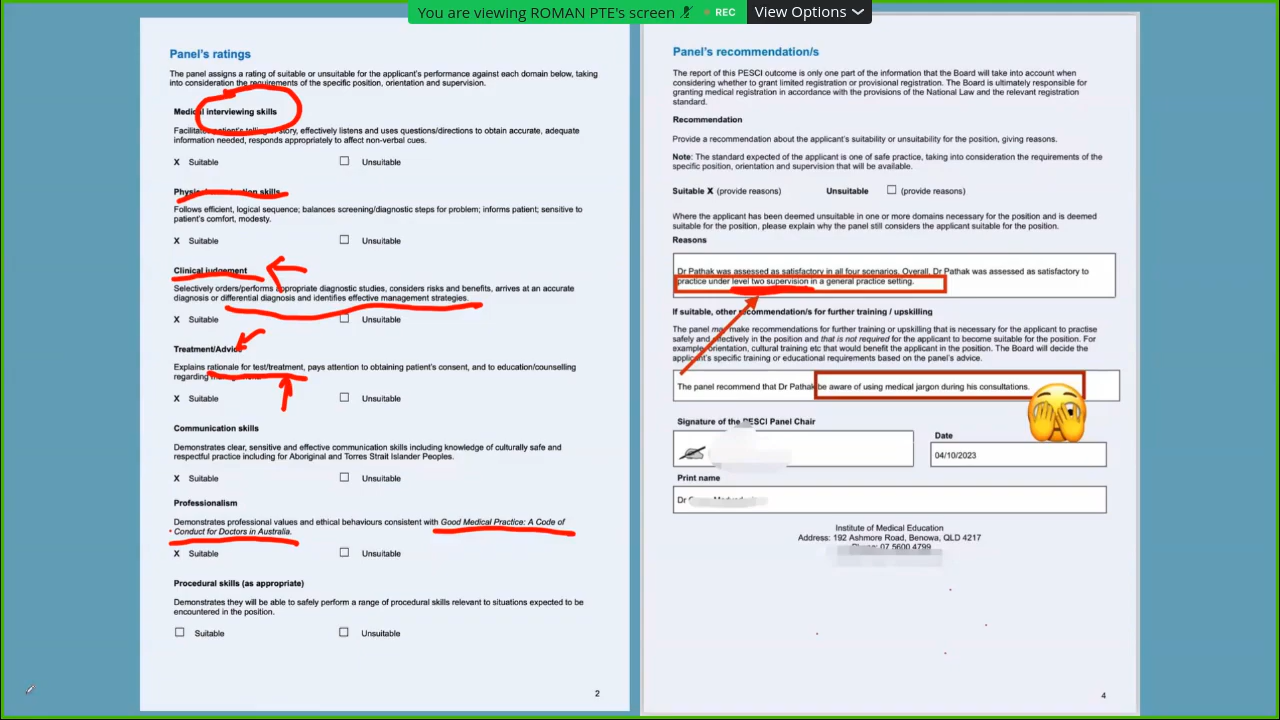 You are viewing ROMAN PTE's screen
REC
View Options
Panel's ratings
The panel assigns a rating of suitable or unsuitable for the applicant's performance against each domain below, taking
into consideration the requirements of the specific position, orientation and supervision.
Medical interviewing skills
Facilitates patient's telling of story, effectively listens and uses questions/directions to obtain accurate, adequate
information needed, responds appropriately to affect non-verbal cues.
X Suitable Unsuitable
Physical examination skills
Follows efficient, logical sequence; balances screening/diagnostic steps for problem; informs patient; sensitive to
patient's comfort, modesty.
X Suitable Unsuitable
Clinical judgement
Selectively orders/performs appropriate diagnostic studies, considers risks and benefits, arrives at an accurate
diagnosis or differential diagnosis and identifies effective management strategies.
X Suitable Unsuitable
Treatment/Advice
Explains rationale for test/treatment, pays attention to obtaining patient's consent, and to education/counselling
regarding
X Suitable Unsuitable
Communication skills
Demonstrates clear, sensitive and effective communication skills including knowledge of culturally safe and
respectful practice including for Aboriginal and Torres Strait Islander Peoples.
X Suitable Unsuitable
Professionalism
Demonstrates professional values and ethical behaviours consistent with Good Medical Practice: A Code of
Conduct for Doctors in Australia.
X Suitable Unsuitable
Procedural skills (as appropriate)
Demonstrates they will be able to safely perform a range of procedural skills relevant to situations expected to be
encountered in the position.
Suitable Unsuitable
2
Panel's recommendation/s
The report of this PESCI outcome is only one part of the information that the Board will take into account when
considering whether to grant limited registration or provisional registration. The Board is ultimately responsible for
granting medical registration in accordance with the provisions of the National Law and the relevant registration
standard.
Recommendation
Provide a recommendation about the applicant's suitability or unsuitability for the position, giving reasons.
Note: The standard expected of the applicant is one of safe practice, taking into consideration the requirements of the
specific position, orientation and supervision that will be available.
Suitable X (provide reasons) Unsuitable (provide reasons)
Where the applicant has been deemed unsuitable in one or more domains necessary for the position and is deemed
suitable for the position, please explain why the panel still considers the applicant suitable for the position.
Reasons
Dr Pathak was assessed as satisfactory in all four scenarios. Overall, Dr Pathak was assessed as satisfactory to
practice under level two supervision in a general practice setting.
If suitable, other recommendation/s for further training / upskilling
The panel may make recommendations for further training or upskilling that is necessary for the applicant to practise
safely and effectively in the position and that is not required for the applicant to become suitable for the position. For
example orientation, cultural training etc that would benefit the applicant in the position. The Board will decide the
applicant's specific training or educational requirements based on the panel's advice.
The panel recommend that Dr Pathak be aware of using medical jargon during his consultations.
Signature of the PESCI Panel Chair
Date
04/10/2023
Print name
Dr
Institute of Medical Education
Address: 192 Ashmore Road, Benowa, QLD 4217
Phone: 07 5600 4799
4